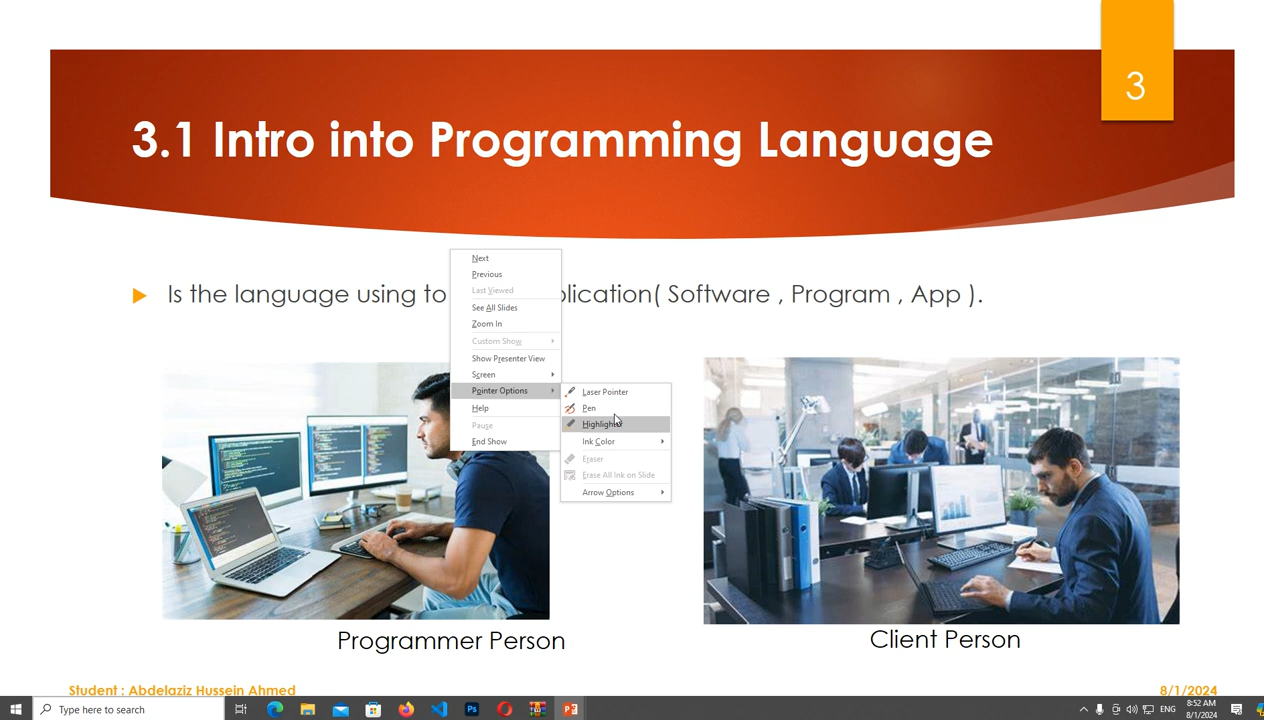 3
3.1 Intro into Programming Language
Is the language using to plication( Software , Program , App ).
Next
Previous
Last Viewed
See All Slides
Zoom In
Custom Show
Show Presenter View
Screen
Pointer Options
Help
Pause
End Show
Laser Pointer
Pen
Highlighter
Ink Color
Eraser
Erase All Ink on Slide
Arrow Options
Programmer Person
Client Person
Student : Abdelaziz Hussein Ahmed
8/1/2024
Type here to search
ENG
8:52 AM
8/1/2024